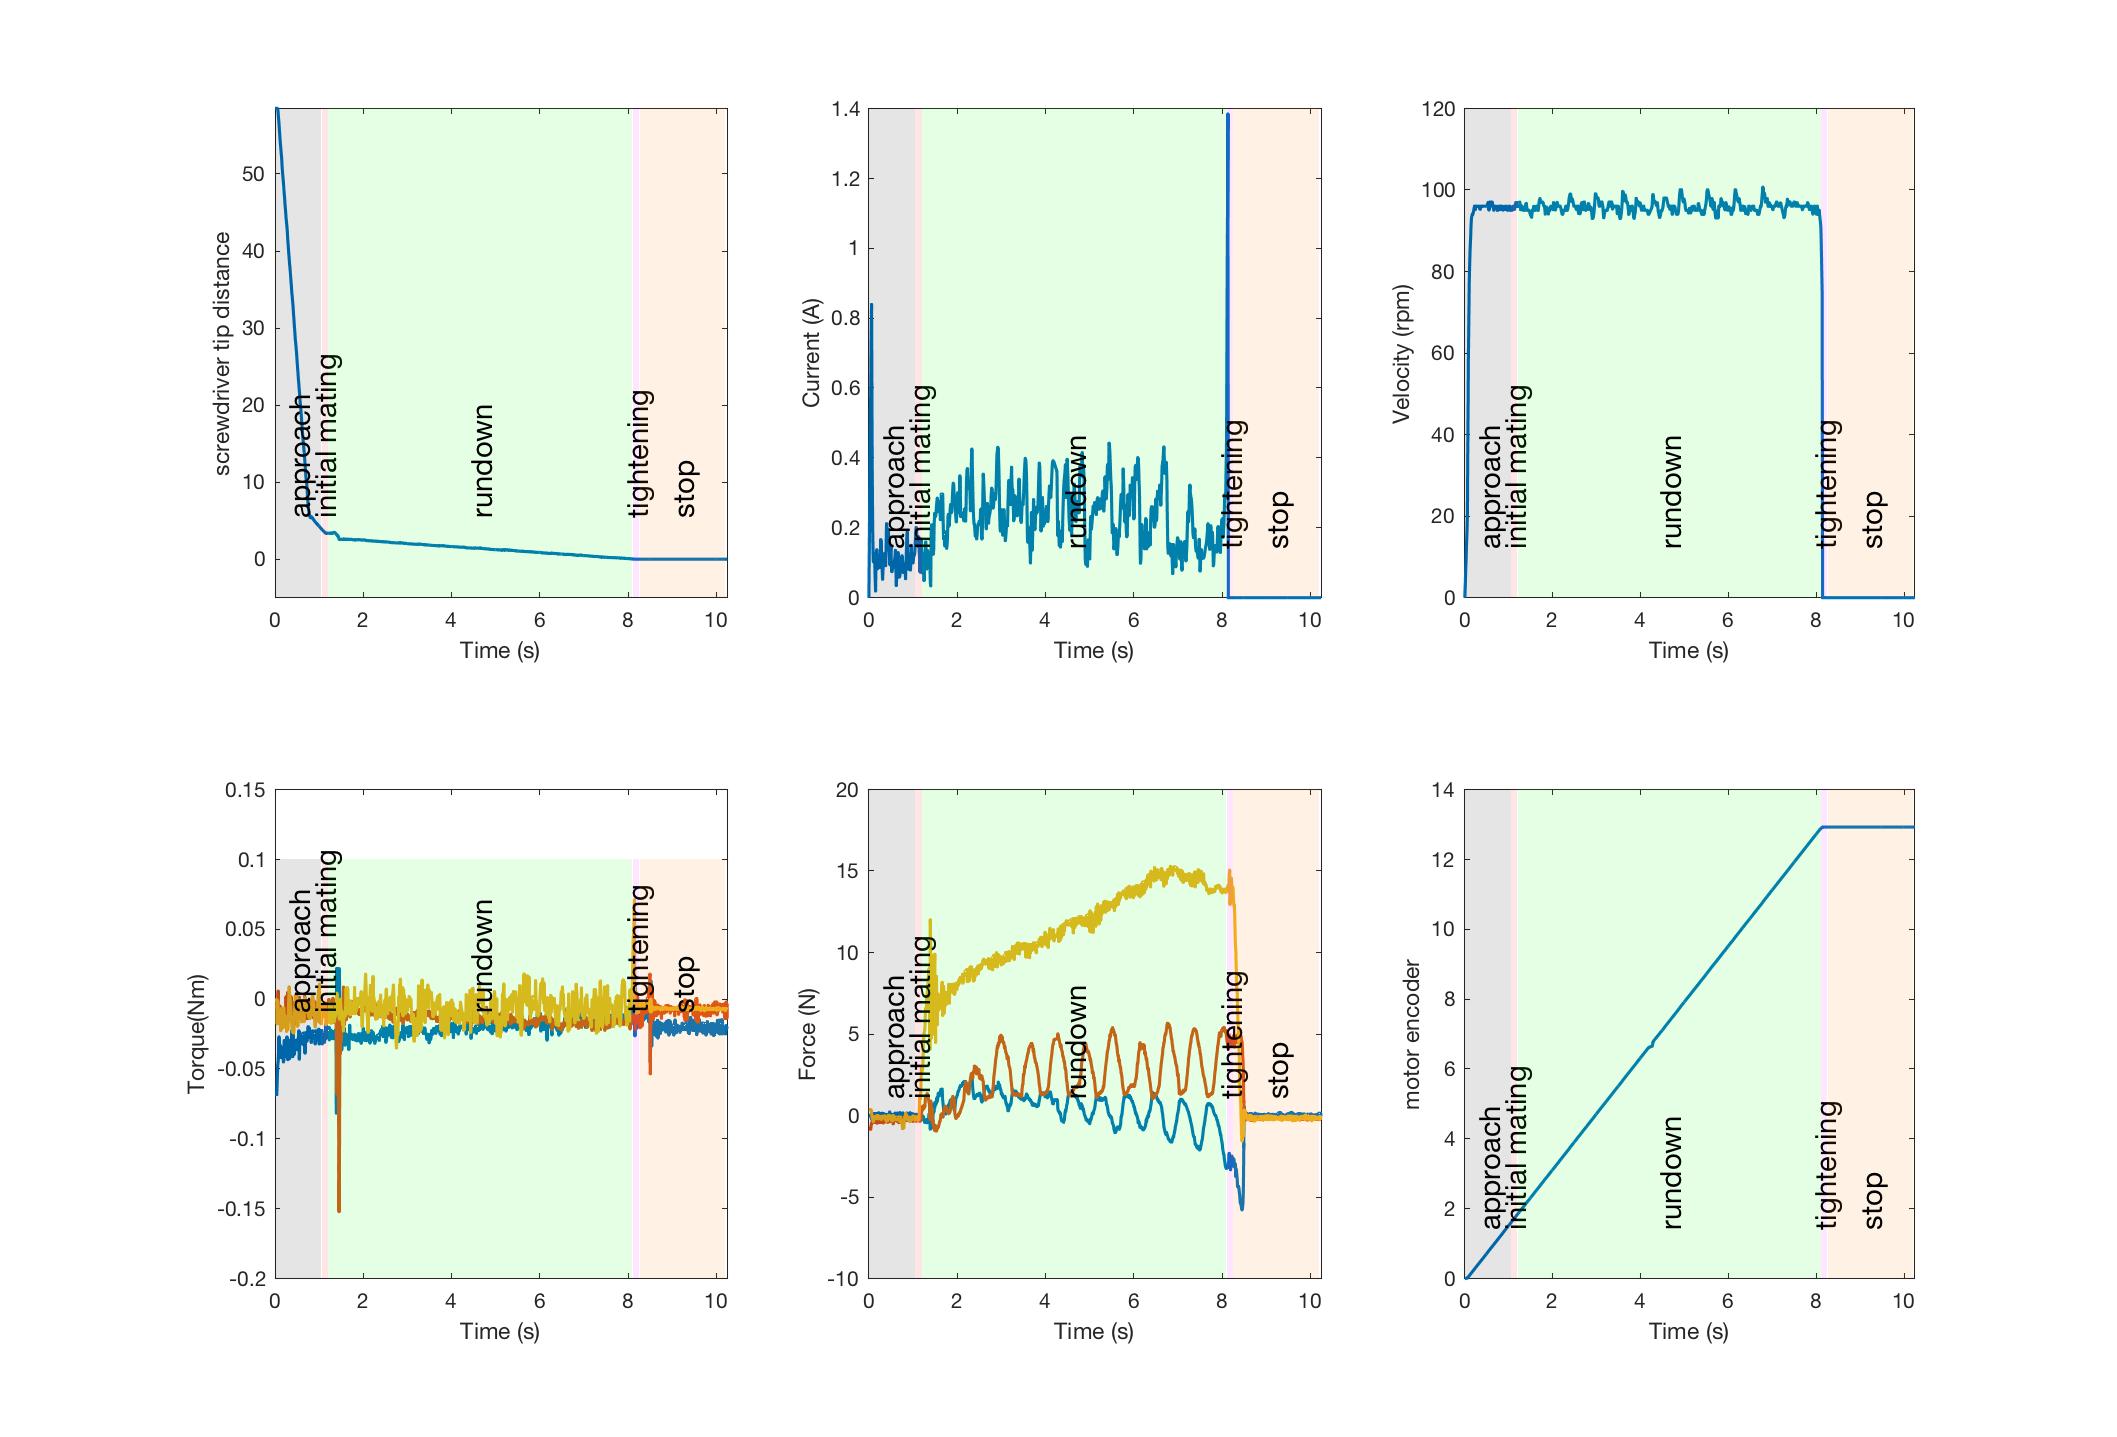 screwdriver tip distance
50
40
30
20
10
0
approach
initial mating
rundown
tightening
stop
0 2 4 6 8 10
Time (s)
Current (A)
1.4
1.2
1
0.8
0.6
0.4
0.2
0
approach
initial mating
rundown
tightening
stop
0 2 4 6 8 10
Time (s)
Velocity (rpm)
120
100
80
60
40
20
0
approach
initial mating
rundown
tightening
stop
0 2 4 6 8 10
Time (s)
Torque(Nm)
0.15
0.1
0.05
0
-0.05
-0.1
-0.15
-0.2
approach
initial mating
rundown
tightening
stop
0 2 4 6 8 10
Time (s)
Force (N)
20
15
10
5
0
-5
-10
approach
initial mating
rundown
tightening
stop
0 2 4 6 8 10
Time (s)
motor encoder
14
12
10
8
6
4
2
0
approach
initial mating
rundown
tightening
stop
0 2 4 6 8 10
Time (s)